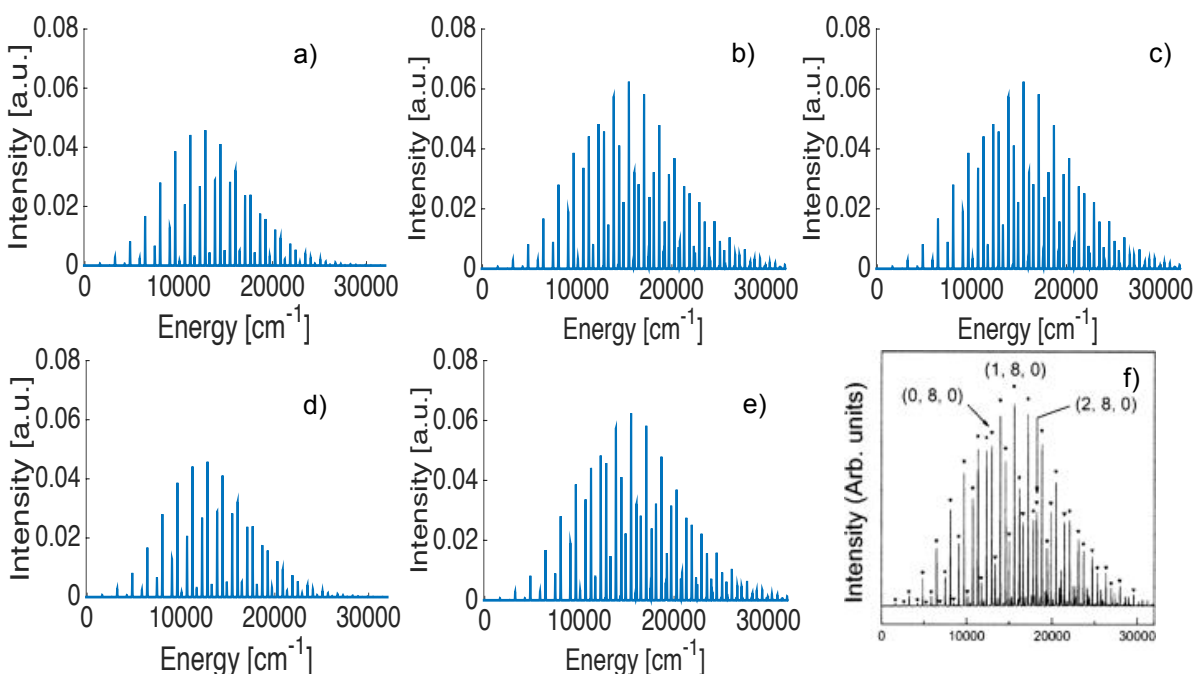 0.08
0.06
0.04
0.02
0
Intensity [a.u.]
0 10000 20000 30000
Energy [cm-1]
a)
0.08
0.06
0.04
0.02
0
Intensity [a.u.]
0 10000 20000 30000
Energy [cm-1]
b)
0.08
0.06
0.04
0.02
0
Intensity [a.u.]
0 10000 20000 30000
Energy [cm-1]
c)
0.08
0.06
0.04
0.02
0
Intensity [a.u.]
0 10000 20000 30000
Energy [cm-1]
d)
0.08
0.06
0.04
0.02
0
Intensity [a.u.]
0 10000 20000 30000
Energy [cm-1]
e)
f)
(1, 8, 0)
(0, 8, 0)
(2, 8, 0)
Intensity (Arb. units)
0 10000 20000 30000